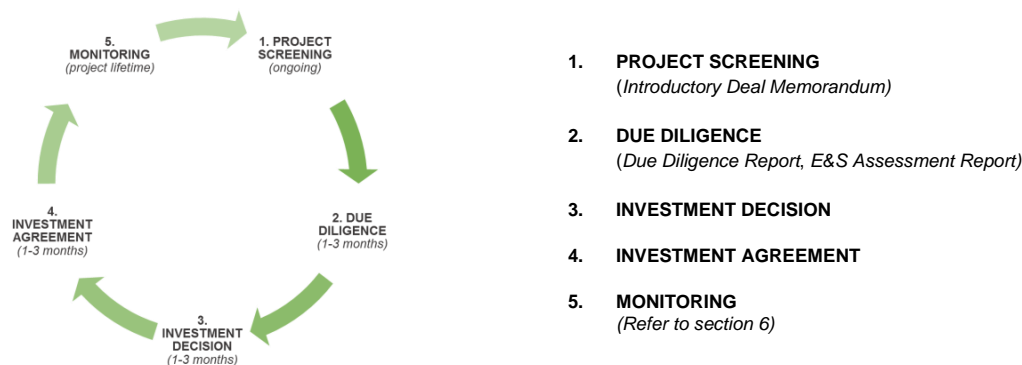 1. PROJECT
SCREENING
(ongoing)
2. DUE
DILIGENCE
(1-3 months)
3.
INVESTMENT
DECISION
(1-3 months)
4.
INVESTMENT
AGREEMENT
(1-3 months)
5.
MONITORING
(project lifetime)
1. PROJECT SCREENING
(Introductory Deal Memorandum)
2. DUE DILIGENCE
(Due Diligence Report, E&S Assessment Report)
3. INVESTMENT DECISION
4. INVESTMENT AGREEMENT
5. MONITORING
(Refer to section 6)